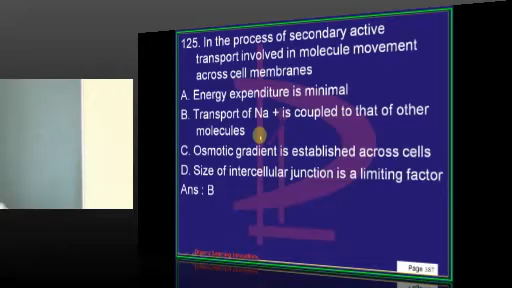 125. In the process of secondary active
transport involved in molecule movement
across cell membranes
A. Energy expenditure is minimal
B. Transport of Na + is coupled to that of other
molecules
C. Osmotic gradient is established across cells
D. Size of intercellular junction is a limiting factor
Ans : B
Page 387